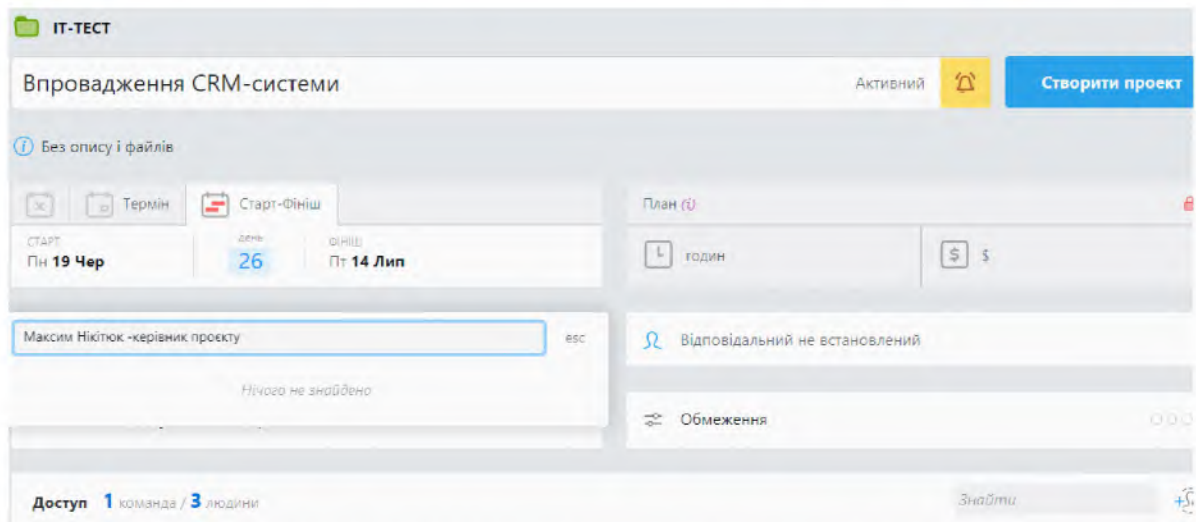 ІТ-ТЕСТ
Впровадження CRM-системи
Активний
Створити проект
Без опису і файлів
Термін
Старт-Фініш
План
СТАРТ
Пн 19 Чер
день
26
ФІНІШ
Пт 14 Лип
годин
$ $
Максим Нікітюк -керівник проєкту
esc
Відповідальний не встановлений
Нічого не знайдено
Обмеження
Доступ 1 команда / 3 людини
Знайти